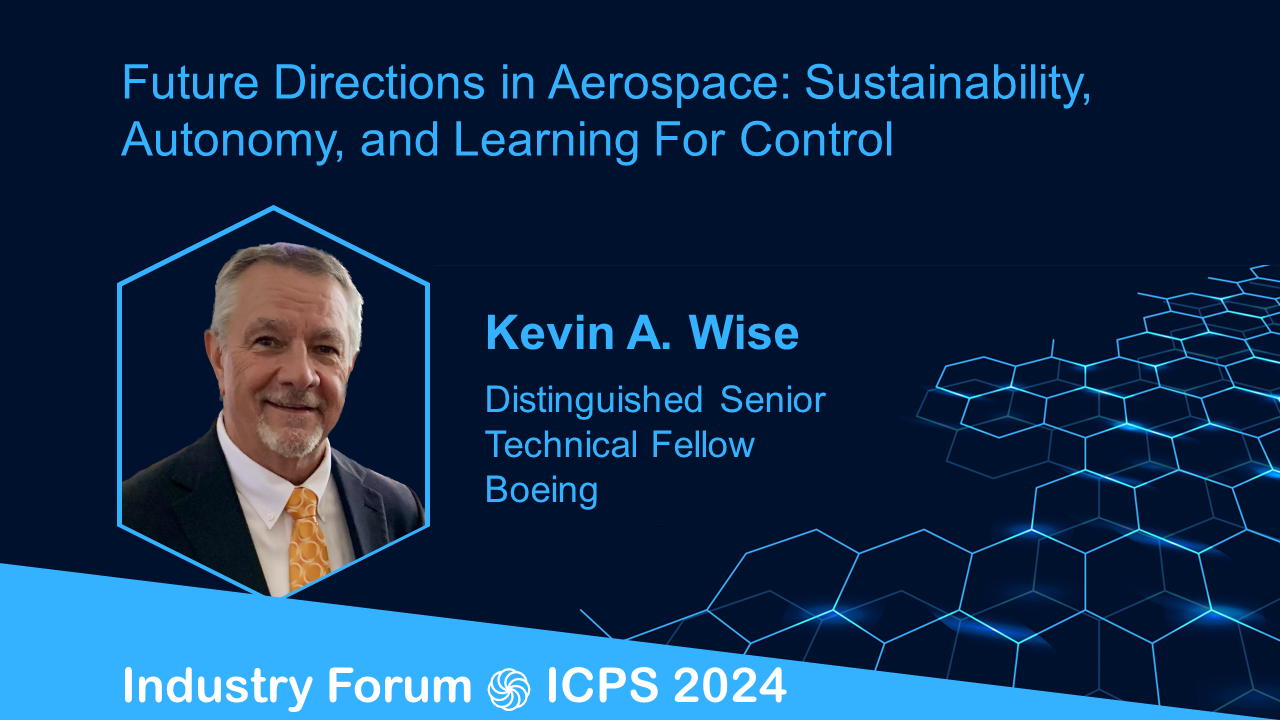 Future Directions in Aerospace: Sustainability,
Autonomy, and Learning For Control
Kevin A. Wise
Distinguished Senior
Technical Fellow
Boeing
Industry Forum @ ICPS 2024